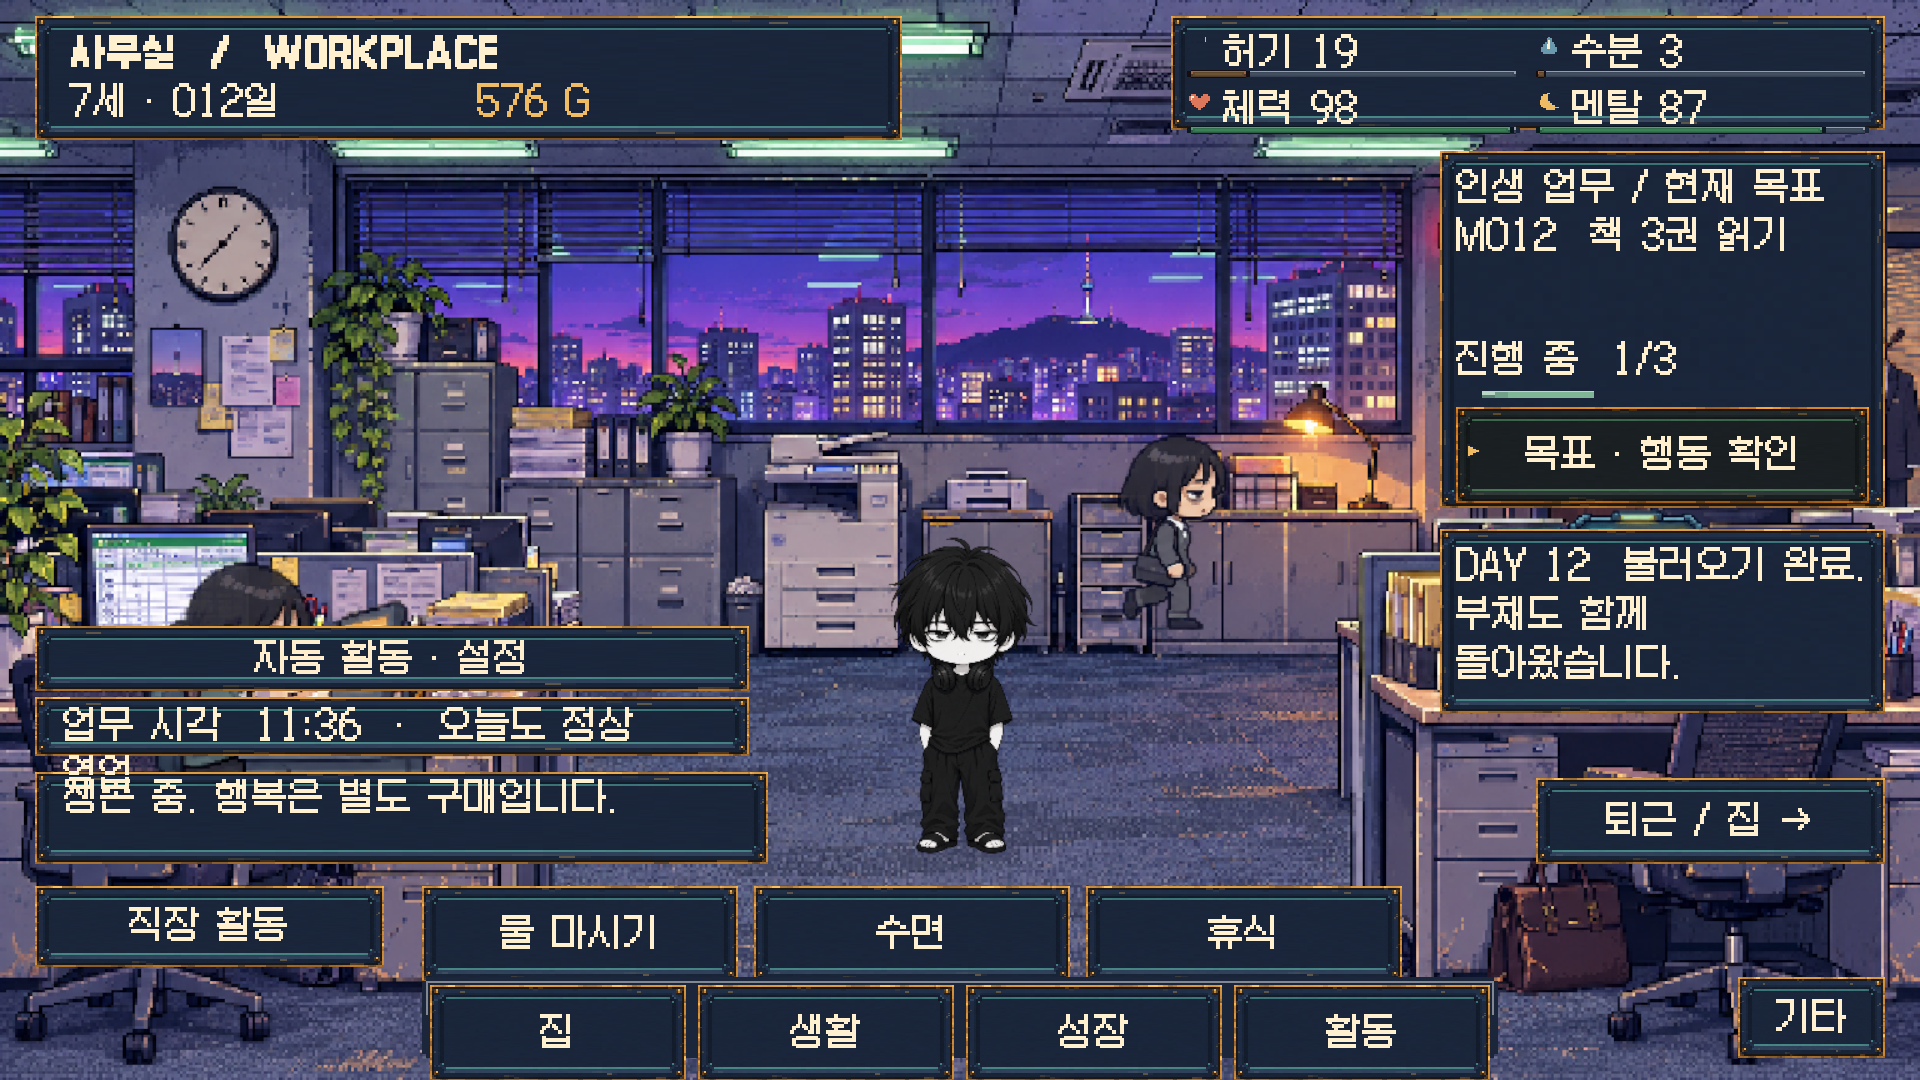 사무실 / WORKPLACE
7세 · 012일 576 G
허기 19 수분 3
체력 98 멘탈 87
인생 업무 / 현재 목표
M012 책 3권 읽기
진행 중 1/3
목표 · 행동 확인
DAY 12 불러오기 완료.
부채도 함께
돌아왔습니다.
자동 활동 · 설정
업무 시각 11:36 · 오늘도 정상
영업
중. 행복은 별도 구매입니다.
퇴근 / 집 →
직장 활동
물 마시기
수면
휴식
집
생활
성장
활동
기타